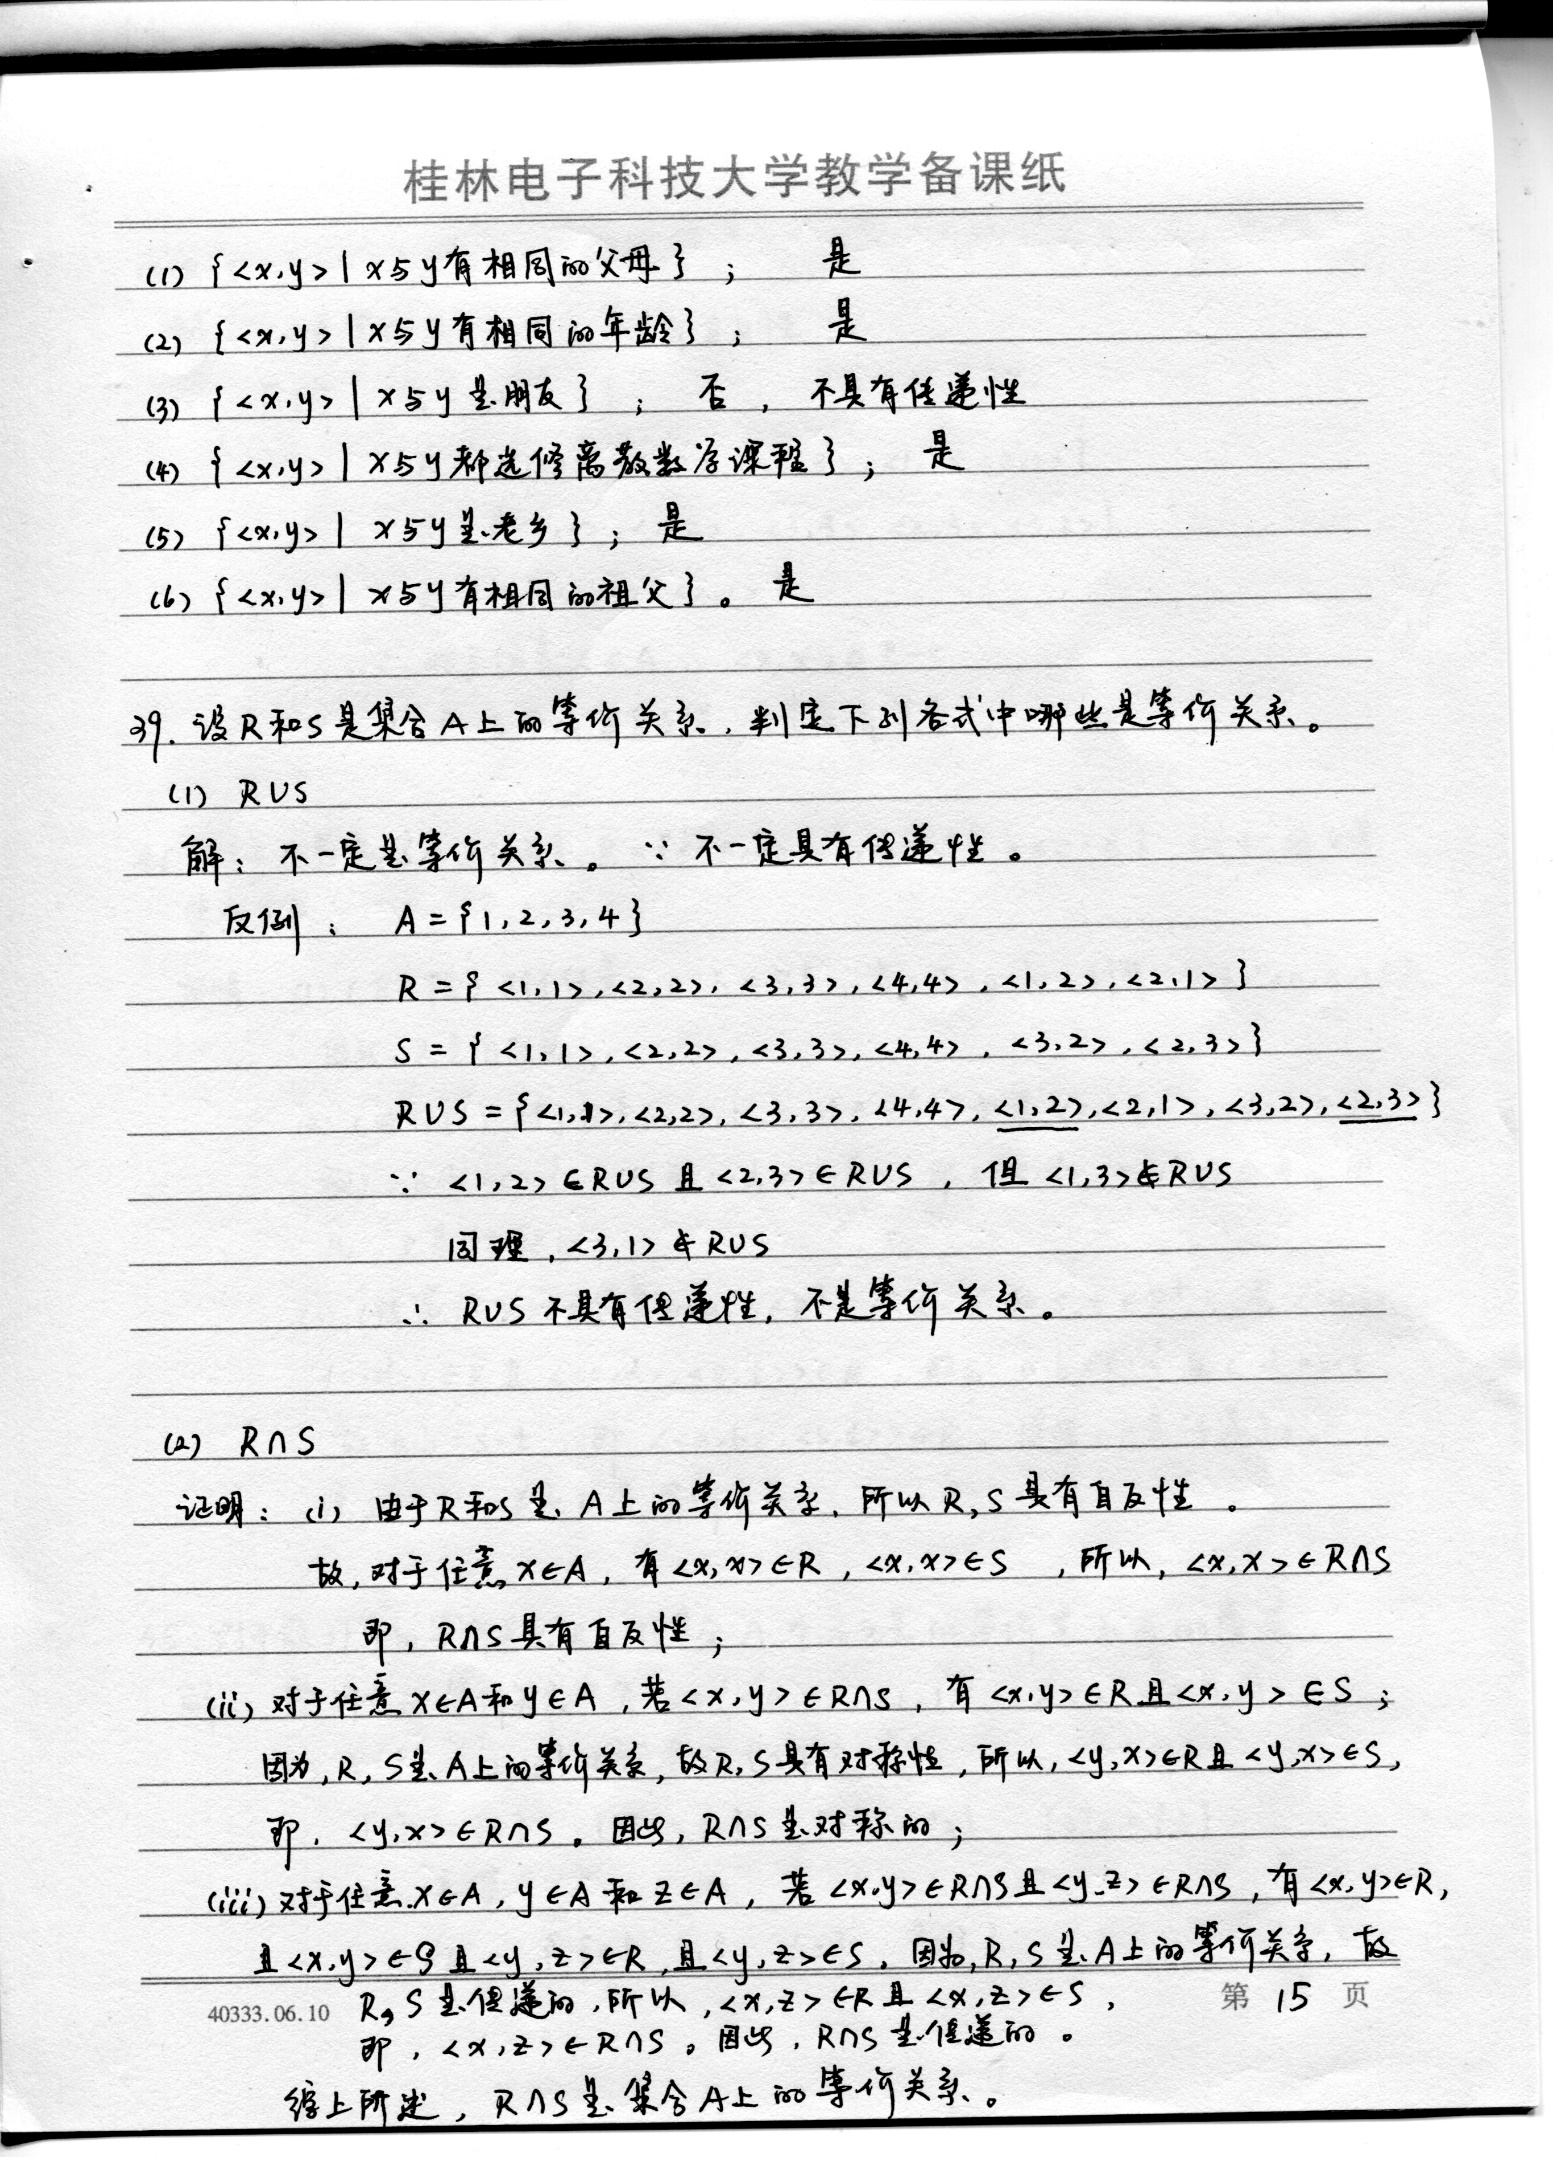 桂林电子科技大学教学备课纸
(1) {<x,y>|x与y有相同的父母}; 是
(2) {<x,y>|x与y有相同的年龄}; 是
(3) {<x,y>|x与y是朋友}; 否, 不具有传递性
(4) {<x,y>|x与y都选修离散数学课程}; 是
(5) {<x,y>|x与y是老乡}; 是
(6) {<x,y>|x与y有相同的祖父}。 是
39. 设R和S是集合A上的等价关系, 判定下列各式中哪些是等价关系。
(1) R∪S
解: 不一定是等价关系。 ∵ 不一定具有传递性。
反例: A={1,2,3,4}
R={<1,1>,<2,2>,<3,3>,<4,4>,<1,2>,<2,1>}
S={<1,1>,<2,2>,<3,3>,<4,4>,<3,2>,<2,3>}
R∪S={<1,1>,<2,2>,<3,3>,<4,4>,<1,2>,<2,1>,<3,2>,<2,3>}
∵ <1,2>∈R∪S 且 <2,3>∈R∪S, 但 <1,3>∉R∪S
同理, <3,1>∉R∪S
∴ R∪S 不具有传递性, 不是等价关系。
(2) R∩S
证明: (i) 由于R和S是A上的等价关系, 所以R,S具有自反性。
故, 对于任意x∈A, 有<x,x>∈R, <x,x>∈S, 所以, <x,x>∈R∩S
即, R∩S具有自反性;
(ii) 对于任意x∈A和y∈A, 若<x,y>∈R∩S, 有<x,y>∈R且<x,y>∈S;
因为, R, S是A上的等价关系, 故R, S具有对称性, 所以, <y,x>∈R且<y,x>∈S,
即, <y,x>∈R∩S。因此, R∩S是对称的;
(iii) 对于任意x∈A, y∈A和z∈A, 若<x,y>∈R∩S且<y,z>∈R∩S, 有<x,y>∈R,
且<x,y>∈S且<y,z>∈R,且<y,z>∈S。因为, R, S是A上的等价关系, 故
R, S是传递的, 所以, <x,z>∈R且<x,z>∈S,
40333.06.10 第 15 页
即, <x,z>∈R∩S。因此, R∩S是传递的。
综上所述, R∩S是集合A上的等价关系。